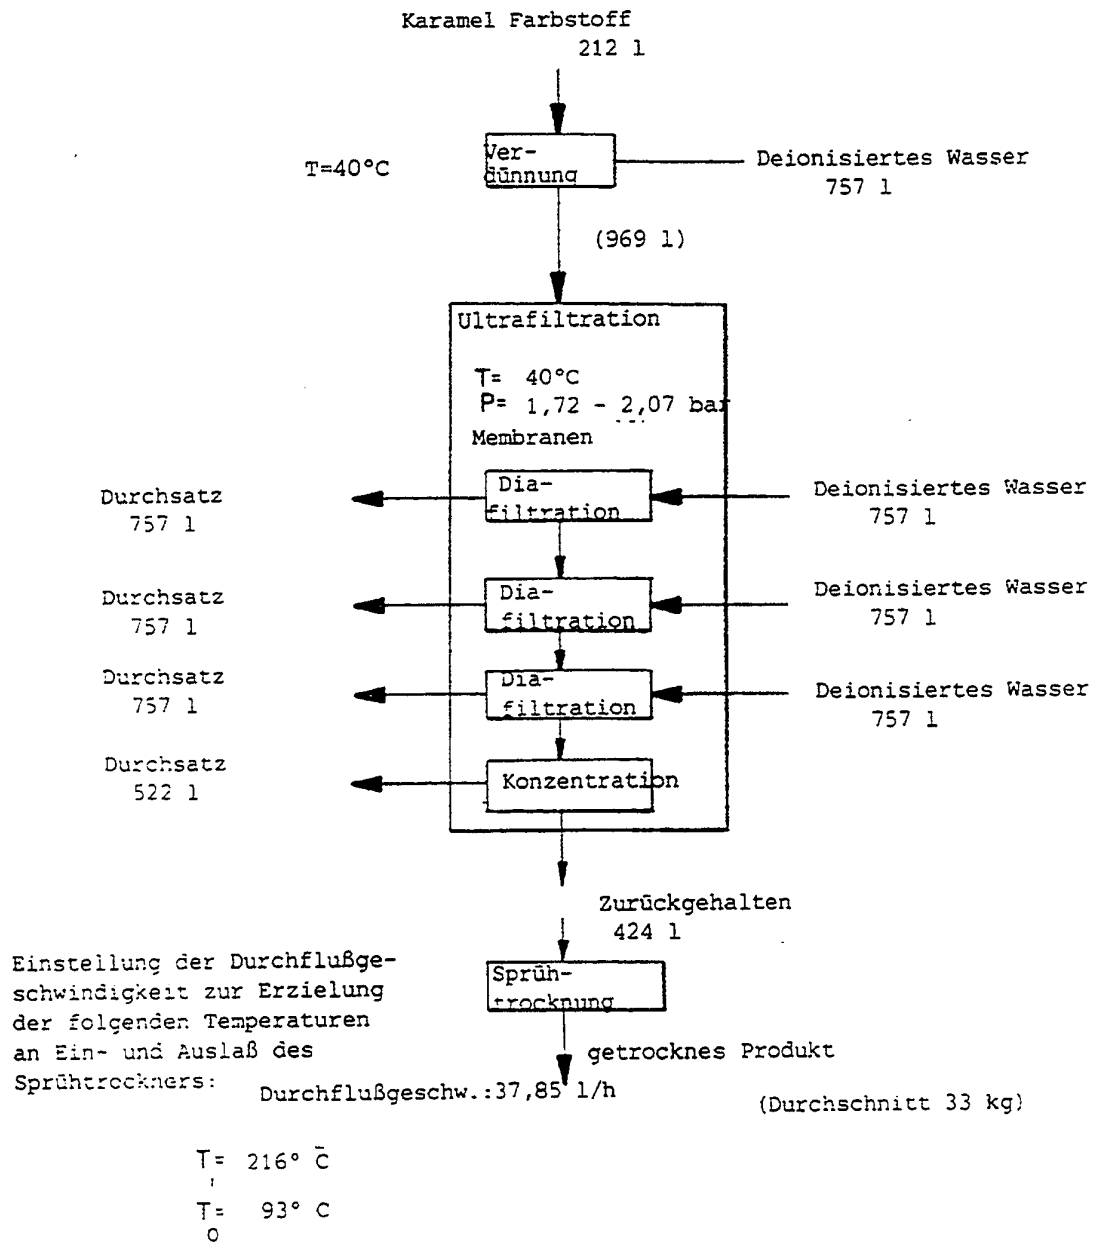 Karamel Farbstoff
212 l
T=40°C
Ver-
dünnung
Deionisiertes Wasser
757 l
(969 l)
Ultrafiltration
T= 40°C
P= 1,72 - 2,07 bar
Membranen
Durchsatz
757 l
Dia-
filtration
Deionisiertes Wasser
757 l
Durchsatz
757 l
Dia-
filtration
Deionisiertes Wasser
757 l
Durchsatz
757 l
Dia-
filtration
Deionisiertes Wasser
757 l
Durchsatz
522 l
Konzentration
Zurückgehalten
424 l
Einstellung der Durchflußge-
schwindigkeit zur Erzielung
der folgenden Temperaturen
an Ein- und Auslaß des
Sprühtrockners:
Sprüh-
trocknung
getrocknes Produkt
Durchflußgeschw.:37,85 l/h
(Durchschnitt 33 kg)
T= 216° C
I
T= 93° C
O